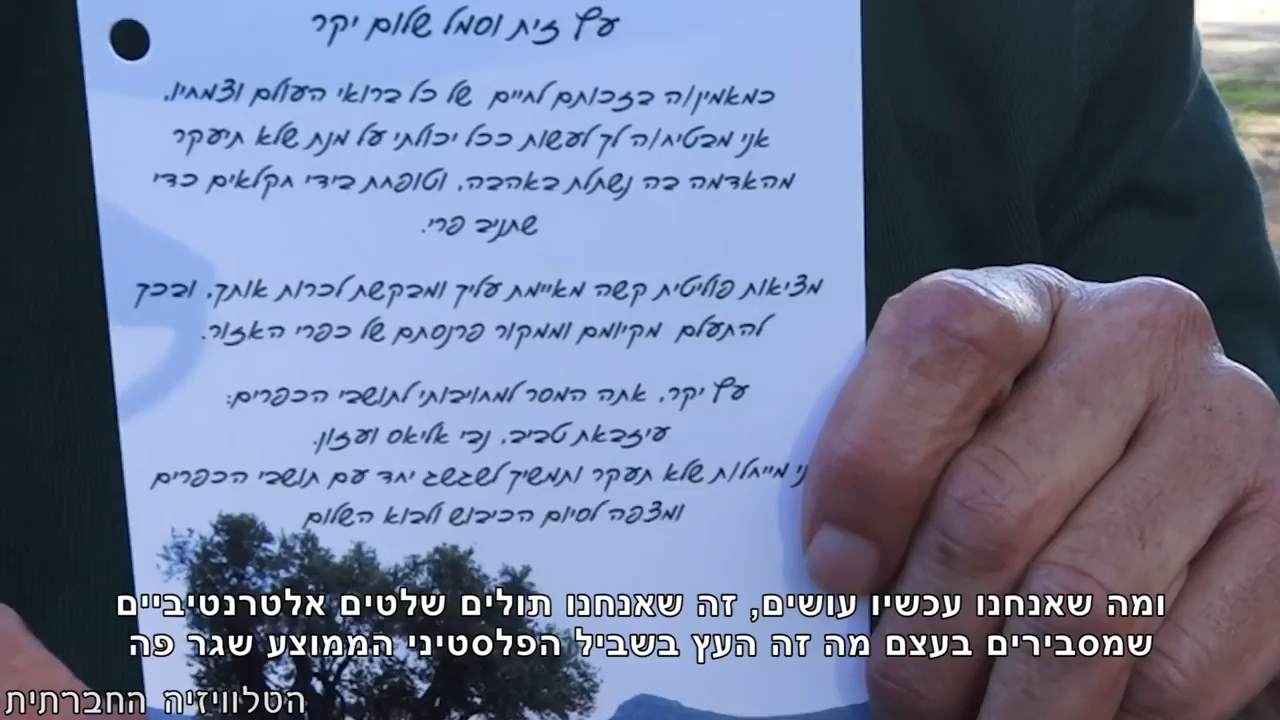 עץ זית וסמל שלום יקר
כמאמין/ה בזכותם לחיים של כל ברואי העולם וצמחיו,
אני מבטיח/ה לך לעשות ככל יכולתי על מנת שלא תיעקר
מהאדמה בה נשתלת באהבה, וטופחת בידי חקלאים כדי
שתניב פרי.
מציאות פוליטית קשה מאיימת עליך ומבקשת לכרות אותך, ובכך
להתעלם מקיומם וממקור פרנסתם של כפרי האזור.
עץ יקר, אתה המסר למחויבותי לתושבי הכפרים:
עיזבאת טביב, נבי אליאס ועזון.
מייחל/ת שלא תעקר ותמשיך לשגשג יחד עם תושבי הכפרים
ומצפה לסיום הכיבוש ולבוא השלום
ומה שאנחנו עכשיו עושים, זה שאנחנו תולים שלטים אלטרנטיביים
שמסבירים בעצם מה זה העץ בשביל הפלסטיני הממוצע שגר פה
הטלוויזיה החברתית